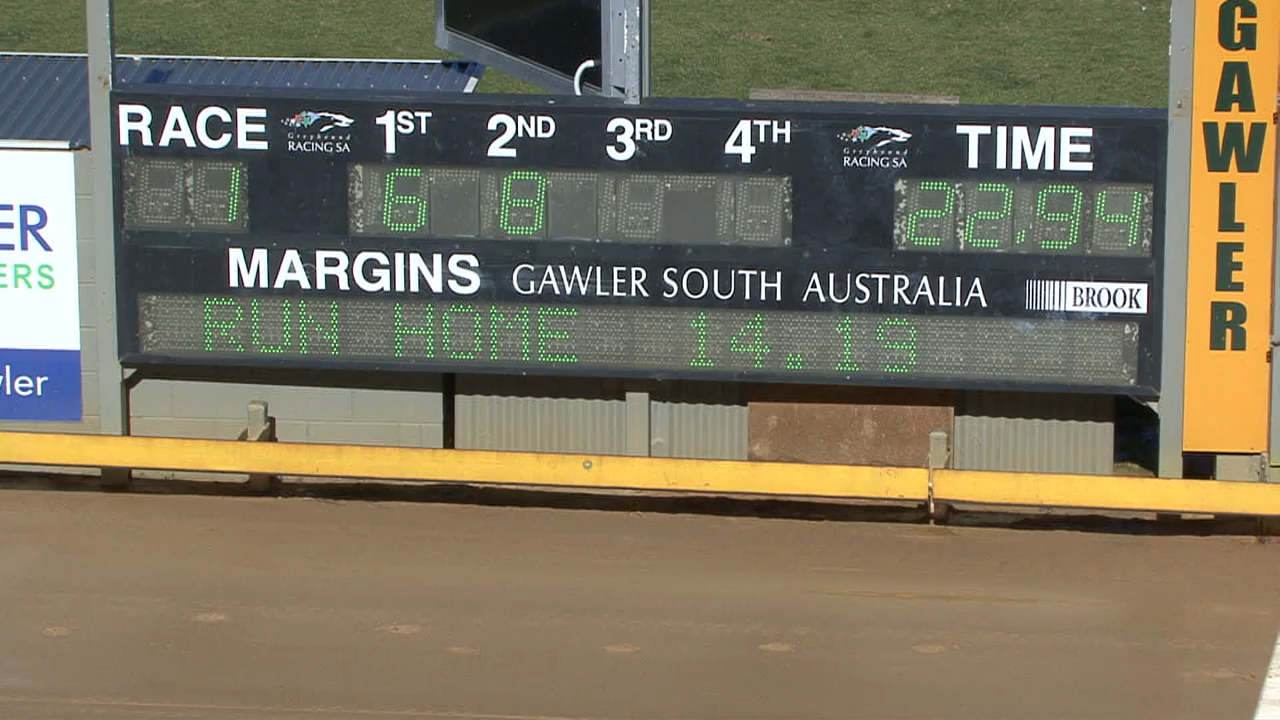 RACE 1ST 2ND 3RD 4TH TIME
Greyhound RACING SA
Greyhound RACING SA
1 6 8 22.94
MARGINS GAWLER SOUTH AUSTRALIA BROOK
RUN HOME 14.19
GAWLER
ER
ERS
ler